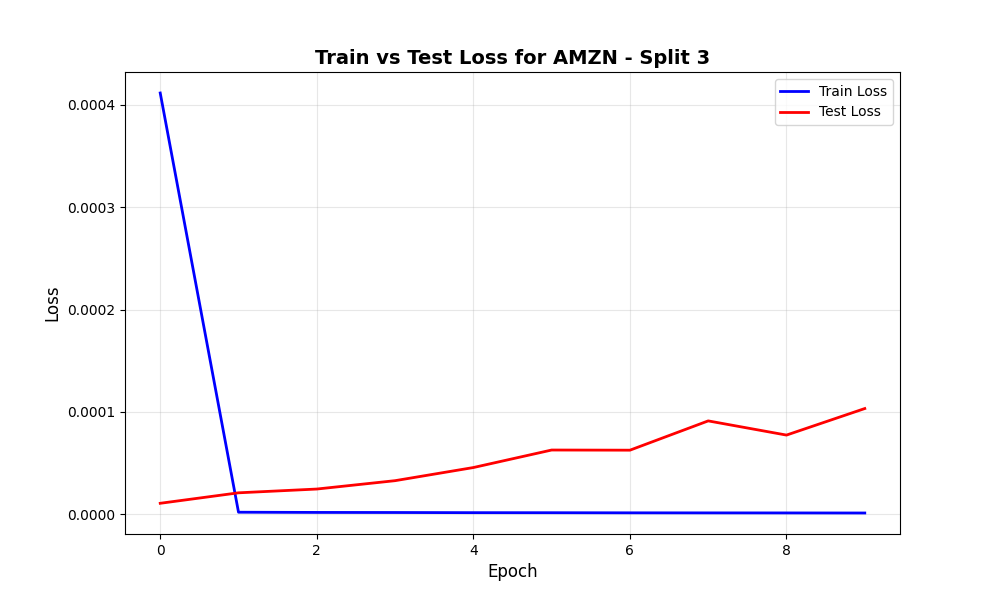 Train vs Test Loss for AMZN - Split 3
Train Loss
Test Loss
0.0004
0.0003
0.0002
0.0001
0.0000
Loss
0 2 4 6 8
Epoch